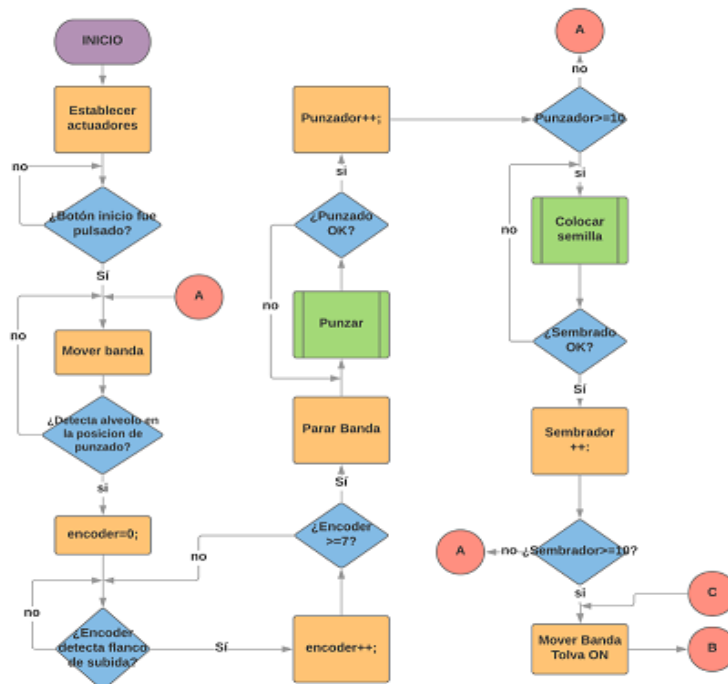 INICIO
Establecer
actuadores
no
¿Botón inicio fue
pulsado?
Sí
A
no
Mover banda
¿Detecta alveolo en
la posicion de
punzado?
si
encoder=0;
no
¿Encoder
detecta flanco
de subida?
Sí
encoder++;
¿Encoder
>=7?
no
Sí
Parar Banda
Punzar
no
¿Punzado
OK?
si
Punzador++;
Punzador>=10
no
A
si
Colocar
semilla
no
¿Sembrado
OK?
Sí
Sembrador
++;
¿Sembrador>=10?
no
A
si
C
Mover Banda
Tolva ON
B